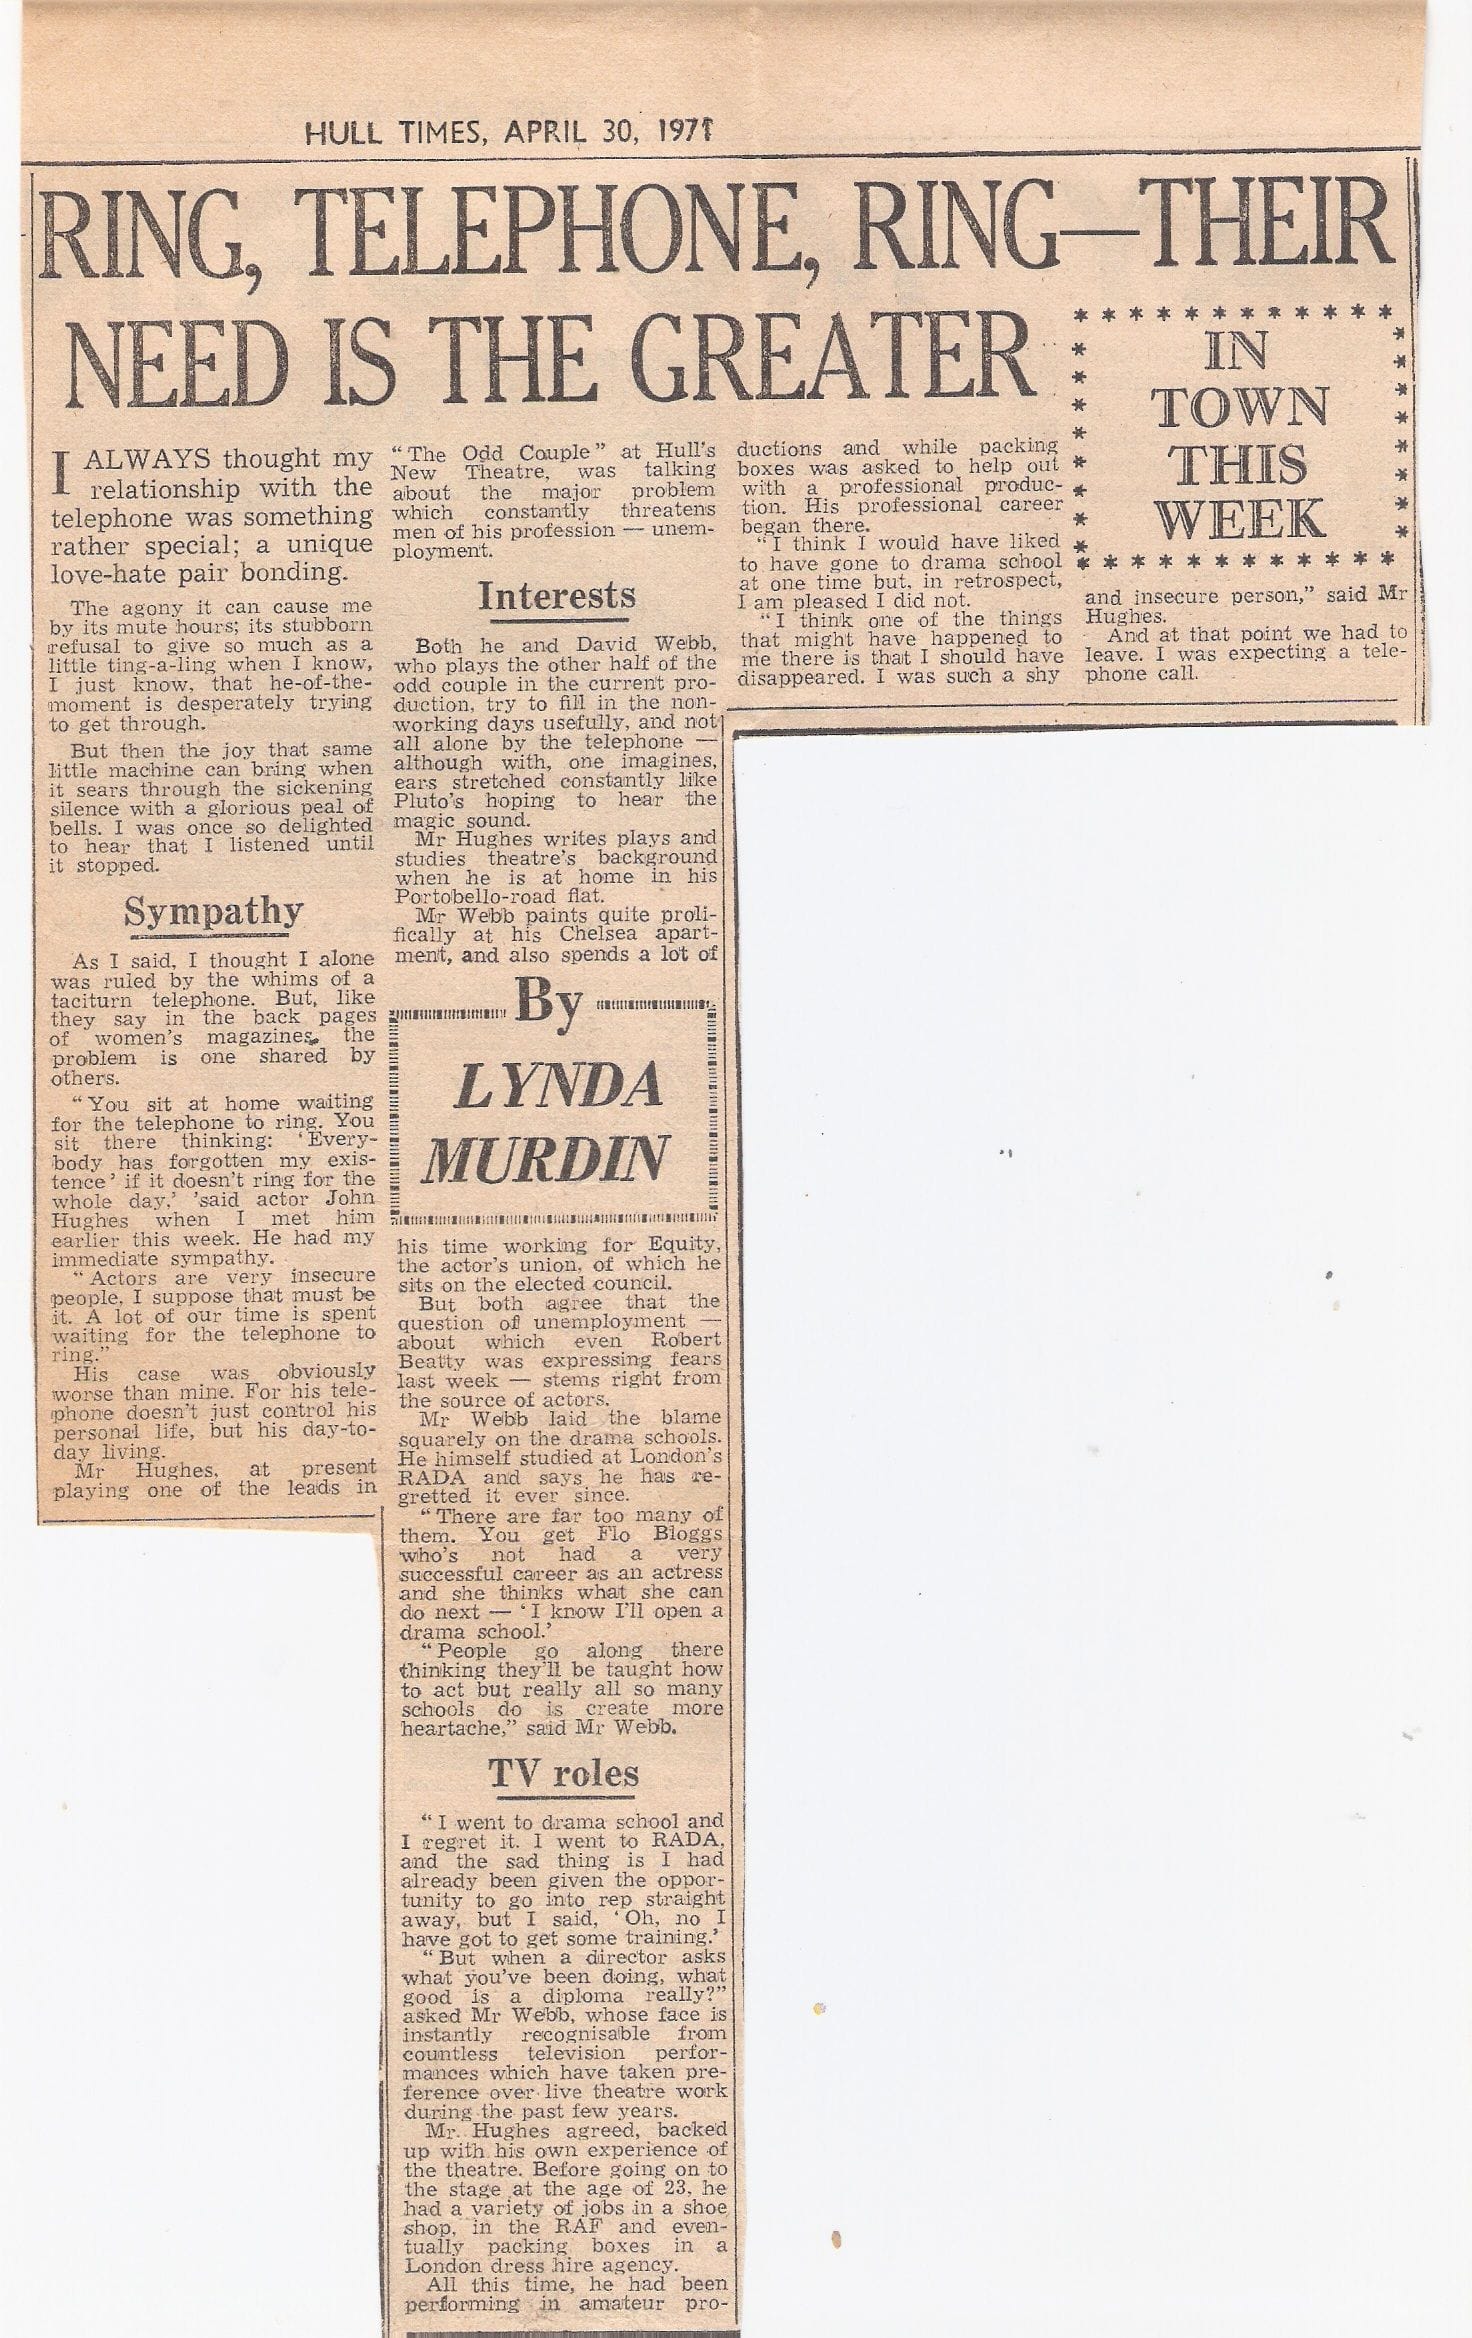 HULL TIMES, APRIL 30, 1971
RING, TELEPHONE, RING—THEIR
NEED IS THE GREATER
IN
TOWN
THIS
WEEK
I ALWAYS thought my
relationship with the
telephone was something
rather special; a unique
love-hate pair bonding.
The agony it can cause me
by its mute hours; its stubborn
refusal to give so much as a
little ting-a-ling when I know,
I just know, that he-of-the-
moment is desperately trying
to get through.
But then the joy that same
little machine can bring when
it sears through the sickening
silence with a glorious peal of
bells. I was once so delighted
to hear that I listened until
it stopped.
Sympathy
As I said, I thought I alone
was ruled by the whims of a
taciturn telephone. But, like
they say in the back pages
of women's magazines, the
problem is one shared by
others.
"You sit at home waiting
for the telephone to ring. You
sit there thinking: 'Every-
body has forgotten my exis-
tence' if it doesn't ring for the
whole day,' 'said actor John
Hughes when I met him
earlier this week. He had my
immediate sympathy.
"Actors are very insecure
people, I suppose that must be
it. A lot of our time is spent
waiting for the telephone to
ring."
His case was obviously
worse than mine. For his tele-
phone doesn't just control his
personal life, but his day-to-
day living.
Mr Hughes, at present
playing one of the leads in
"The Odd Couple" at Hull's
New Theatre, was talking
about the major problem
which constantly threatens
men of his profession — unem-
ployment.
Interests
Both he and David Webb,
who plays the other half of the
odd couple in the current pro-
duction, try to fill in the non-
working days usefully, and not
all alone by the telephone —
although with, one imagines,
ears stretched constantly like
Pluto's hoping to hear the
magic sound.
Mr Hughes writes plays and
studies theatre's background
when he is at home in his
Portobello-road flat.
Mr Webb paints quite proli-
fically at his Chelsea apart-
ment, and also spends a lot of
By
LYNDA
MURDIN
his time working for Equity,
the actor's union, of which he
sits on the elected council.
But both agree that the
question of unemployment —
about which even Robert
Beatty was expressing fears
last week — stems right from
the source of actors.
Mr Webb laid the blame
squarely on the drama schools.
He himself studied at London's
RADA and says he has re-
gretted it ever since.
"There are far too many of
them. You get Flo Bloggs
who's not had a very
successful career as an actress
and she thinks what she can
do next — 'I know I'll open a
drama school.'
"People go along there
thinking they'll be taught how
to act but really all so many
schools do is create more
heartache," said Mr Webb.
TV roles
"I went to drama school and
I regret it. I went to RADA,
and the sad thing is I had
already been given the oppor-
tunity to go into rep straight
away, but I said, 'Oh, no I
have got to get some training.'
"But when a director asks
what you've been doing, what
good is a diploma really?"
asked Mr Webb, whose face is
instantly recognisable from
countless television perfor-
mances which have taken pre-
ference over live theatre work
during the past few years.
Mr. Hughes agreed, backed
up with his own experience of
the theatre. Before going on to
the stage at the age of 23, he
had a variety of jobs in a shoe
shop, in the RAF and even-
tually packing boxes in a
London dress hire agency.
All this time, he had been
performing in amateur pro-
ductions and while packing
boxes was asked to help out
with a professional produc-
tion. His professional career
began there.
"I think I would have liked
to have gone to drama school
at one time but, in retrospect,
I am pleased I did not.
"I think one of the things
that might have happened to
me there is that I should have
disappeared. I was such a shy
and insecure person," said Mr
Hughes.
And at that point we had to
leave. I was expecting a tele-
phone call.